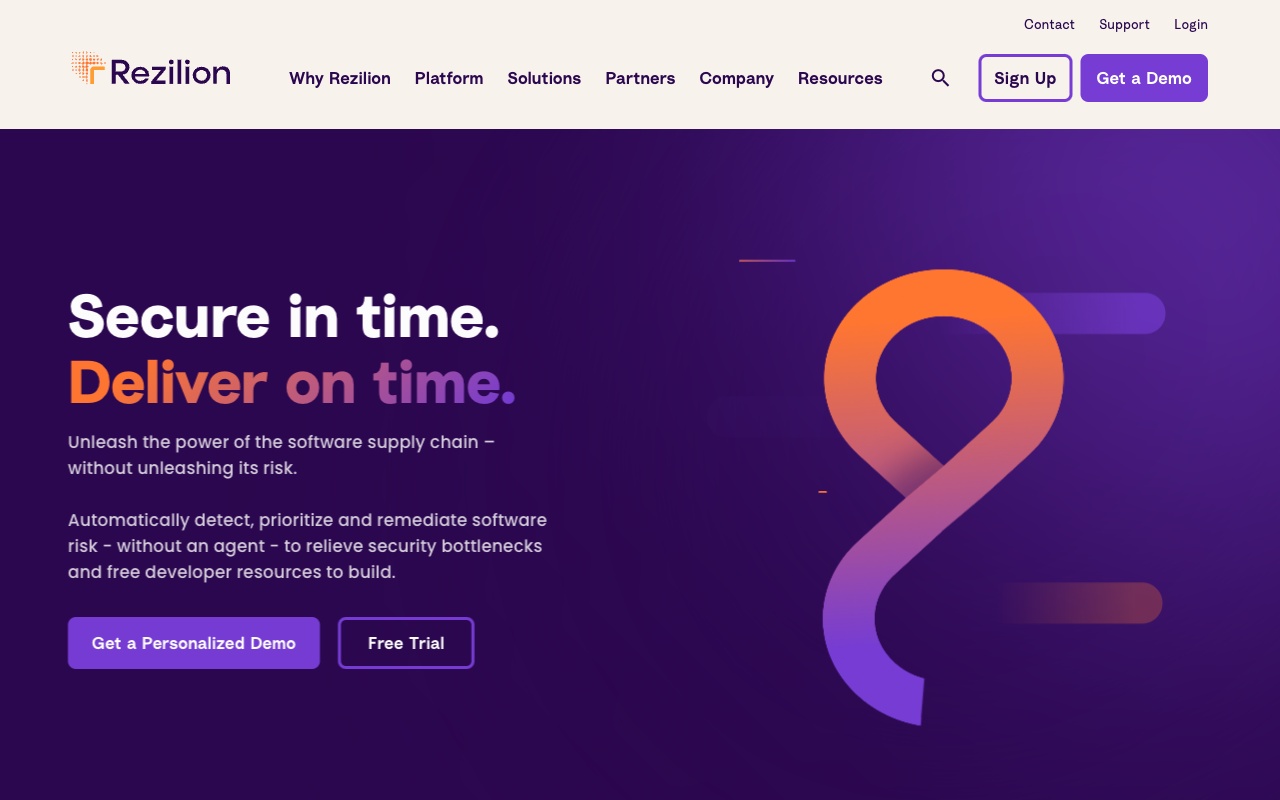 Contact Support Login
Rezilion
Why Rezilion Platform Solutions Partners Company Resources
Sign Up
Get a Demo
Secure in time.
Deliver on time.
Unleash the power of the software supply chain –
without unleashing its risk.
Automatically detect, prioritize and remediate software
risk - without an agent - to relieve security bottlenecks
and free developer resources to build.
Get a Personalized Demo
Free Trial